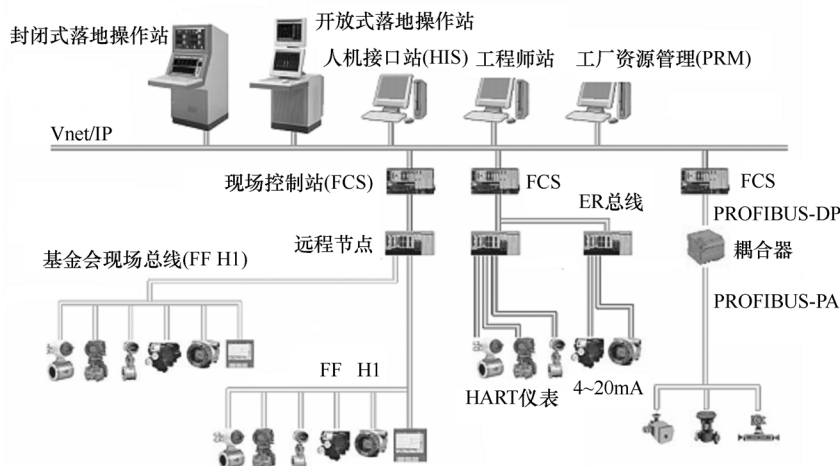 封闭式落地操作站
开放式落地操作站
人机接口站(HIS)
工程师站
工厂资源管理(PRM)
Vnet/IP
现场控制站(FCS)
FCS
FCS
ER总线
PROFIBUS-DP
远程节点
耦合器
基金会现场总线(FF H1)
PROFIBUS-PA
FF H1
HART仪表
4~20mA